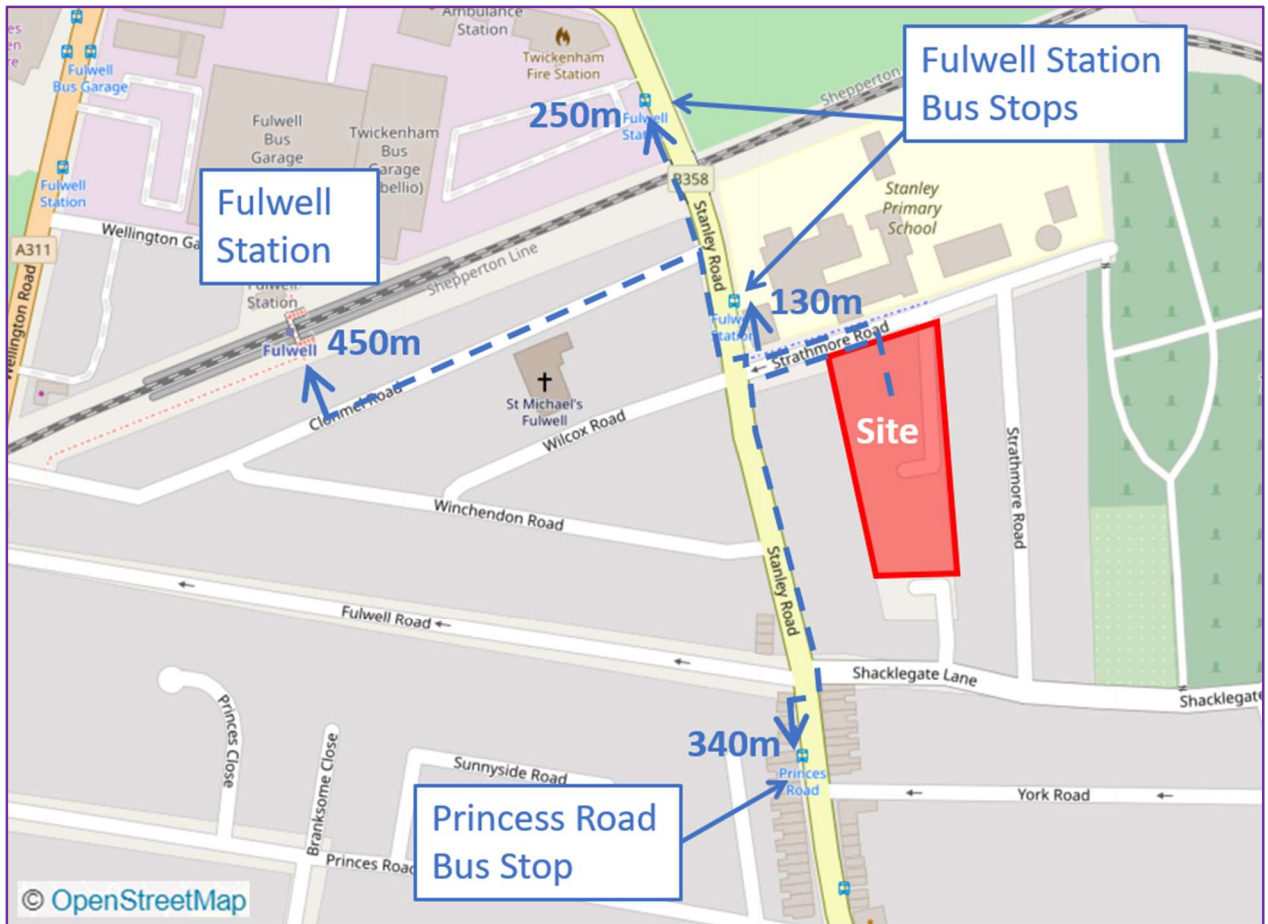 Ambulance
Station
Twickenham
Fire Station
Fulwell
Bus Garage
Fulwell
Bus
Garage
Twickenham
Bus
Garage
Fulwell Station
Bus Stops
Shepperton
250m
Fulwell
Fulwell
Station
B358
Stanley
Primary
School
Fulwell
Station
Wellington Ga
A311
Wellington Road
Shepperton Line
Stanley Road
Station
Fulwell
450m
130m
Station
Strathmore Road
Clonmel Road
St Michael's
Fulwell
Wilcox Road
Site
Strathmore Road
Winchendon Road
Stanley Road
Fulwell Road
Shacklegate Lane
Shacklegate
Princes Close
Branksome Close
340m
Sunnyside Road
Princes
Road
York Road
Princess Road
Bus Stop
Princes Road
© OpenStreetMap